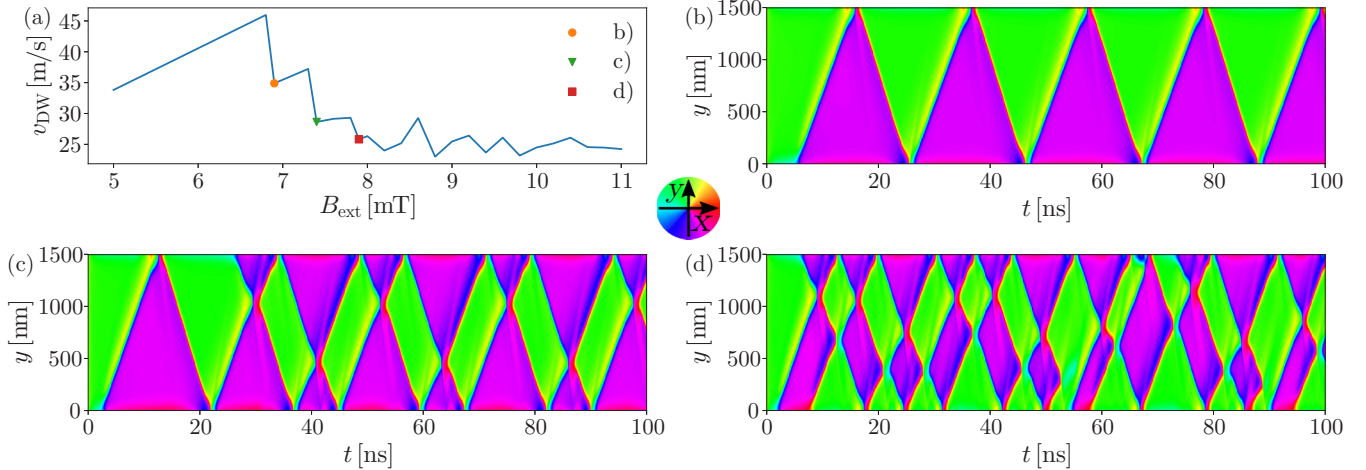 (a)
45
40
35
30
25
v_DW [m/s]
b)
c)
d)
5 6 7 8 9 10 11
B_ext [mT]
(b)
1500
1000
500
0
y [nm]
0 20 40 60 80 100
t [ns]
y
x
(c)
1500
1000
500
0
y [nm]
0 20 40 60 80 100
t [ns]
(d)
1500
1000
500
0
y [nm]
0 20 40 60 80 100
t [ns]